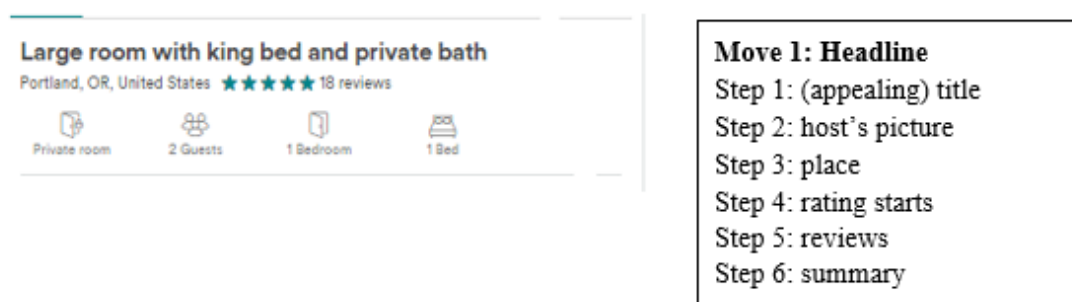 Large room with king bed and private bath
Portland, OR, United States ★★★★★ 18 reviews
Private room 2 Guests 1 Bedroom 1 Bed
Move 1: Headline
Step 1: (appealing) title
Step 2: host’s picture
Step 3: place
Step 4: rating starts
Step 5: reviews
Step 6: summary